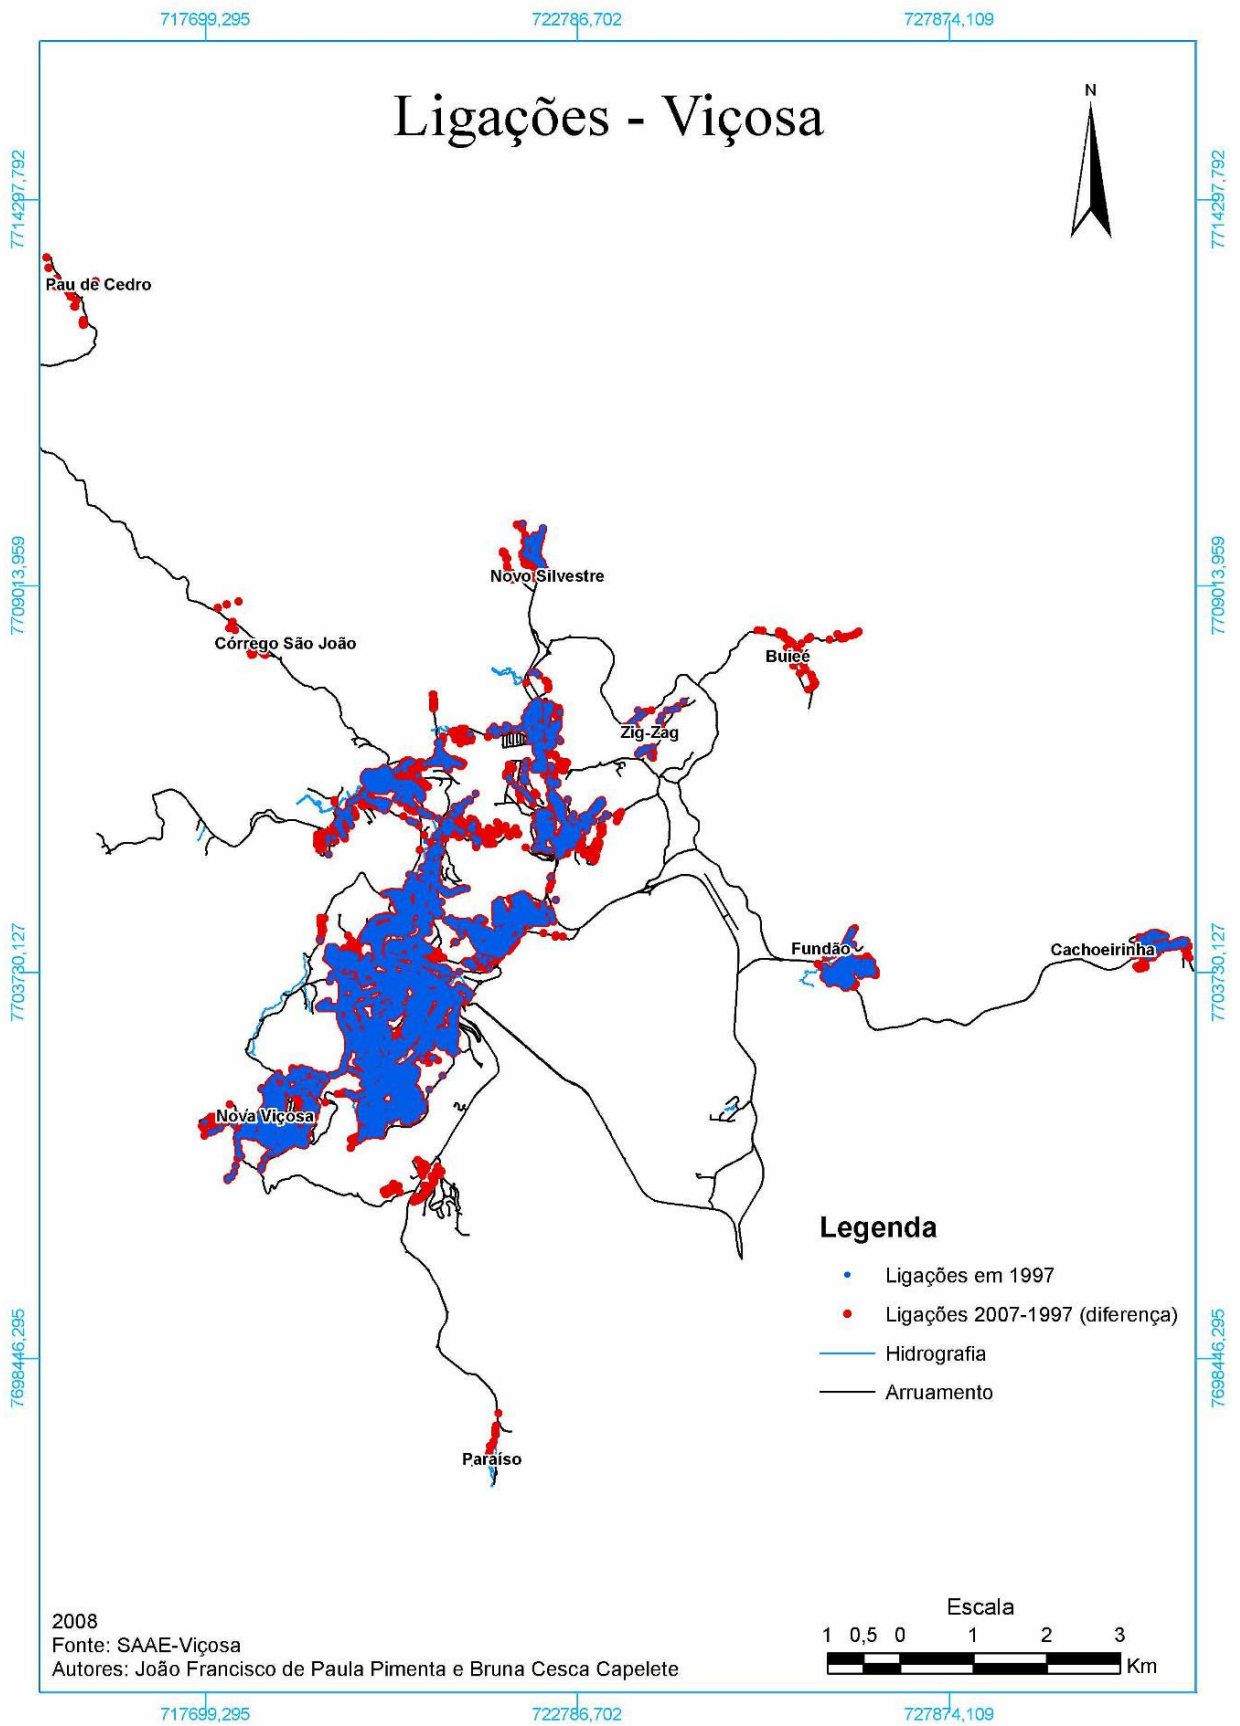 717699,295
722786,702
727874,109
Ligações - Viçosa
N
7714297,792
7714297,792
Pau de Cedro
7709013,959
7709013,959
Novo Silvestre
Córrego São João
Buieé
Zig-Zag
7703730,127
7703730,127
Fundão
Cachoeirinha
Nova Viçosa
Legenda
Ligações em 1997
Ligações 2007-1997 (diferença)
Hidrografia
Arruamento
7698446,295
7698446,295
Paraíso
Escala
1 0,5 0 1 2 3
Km
2008
Fonte: SAAE-Viçosa
Autores: João Francisco de Paula Pimenta e Bruna Cesca Capelete
717699,295
722786,702
727874,109